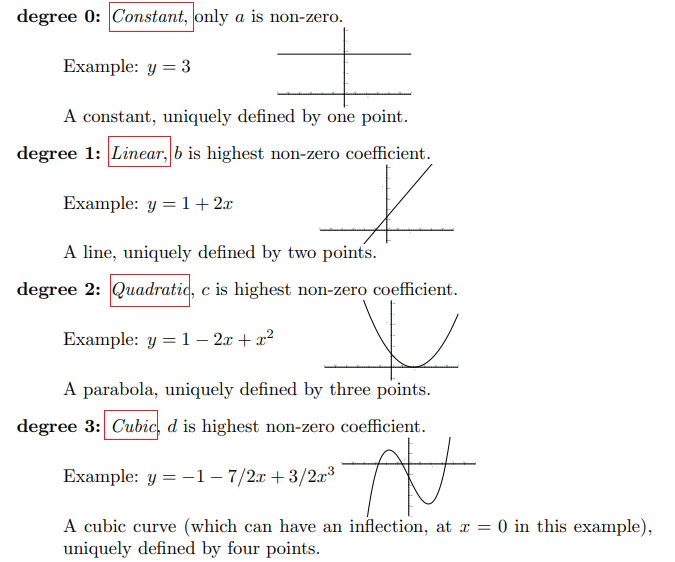 degree 0: Constant, only a is non-zero.
Example: y = 3
A constant, uniquely defined by one point.
degree 1: Linear, b is highest non-zero coefficient.
Example: y = 1 + 2x
A line, uniquely defined by two points.
degree 2: Quadratic, c is highest non-zero coefficient.
Example: y = 1 − 2x + x²
A parabola, uniquely defined by three points.
degree 3: Cubic, d is highest non-zero coefficient.
Example: y = −1 − 7/2x + 3/2x³
A cubic curve (which can have an inflection, at x = 0 in this example),
uniquely defined by four points.